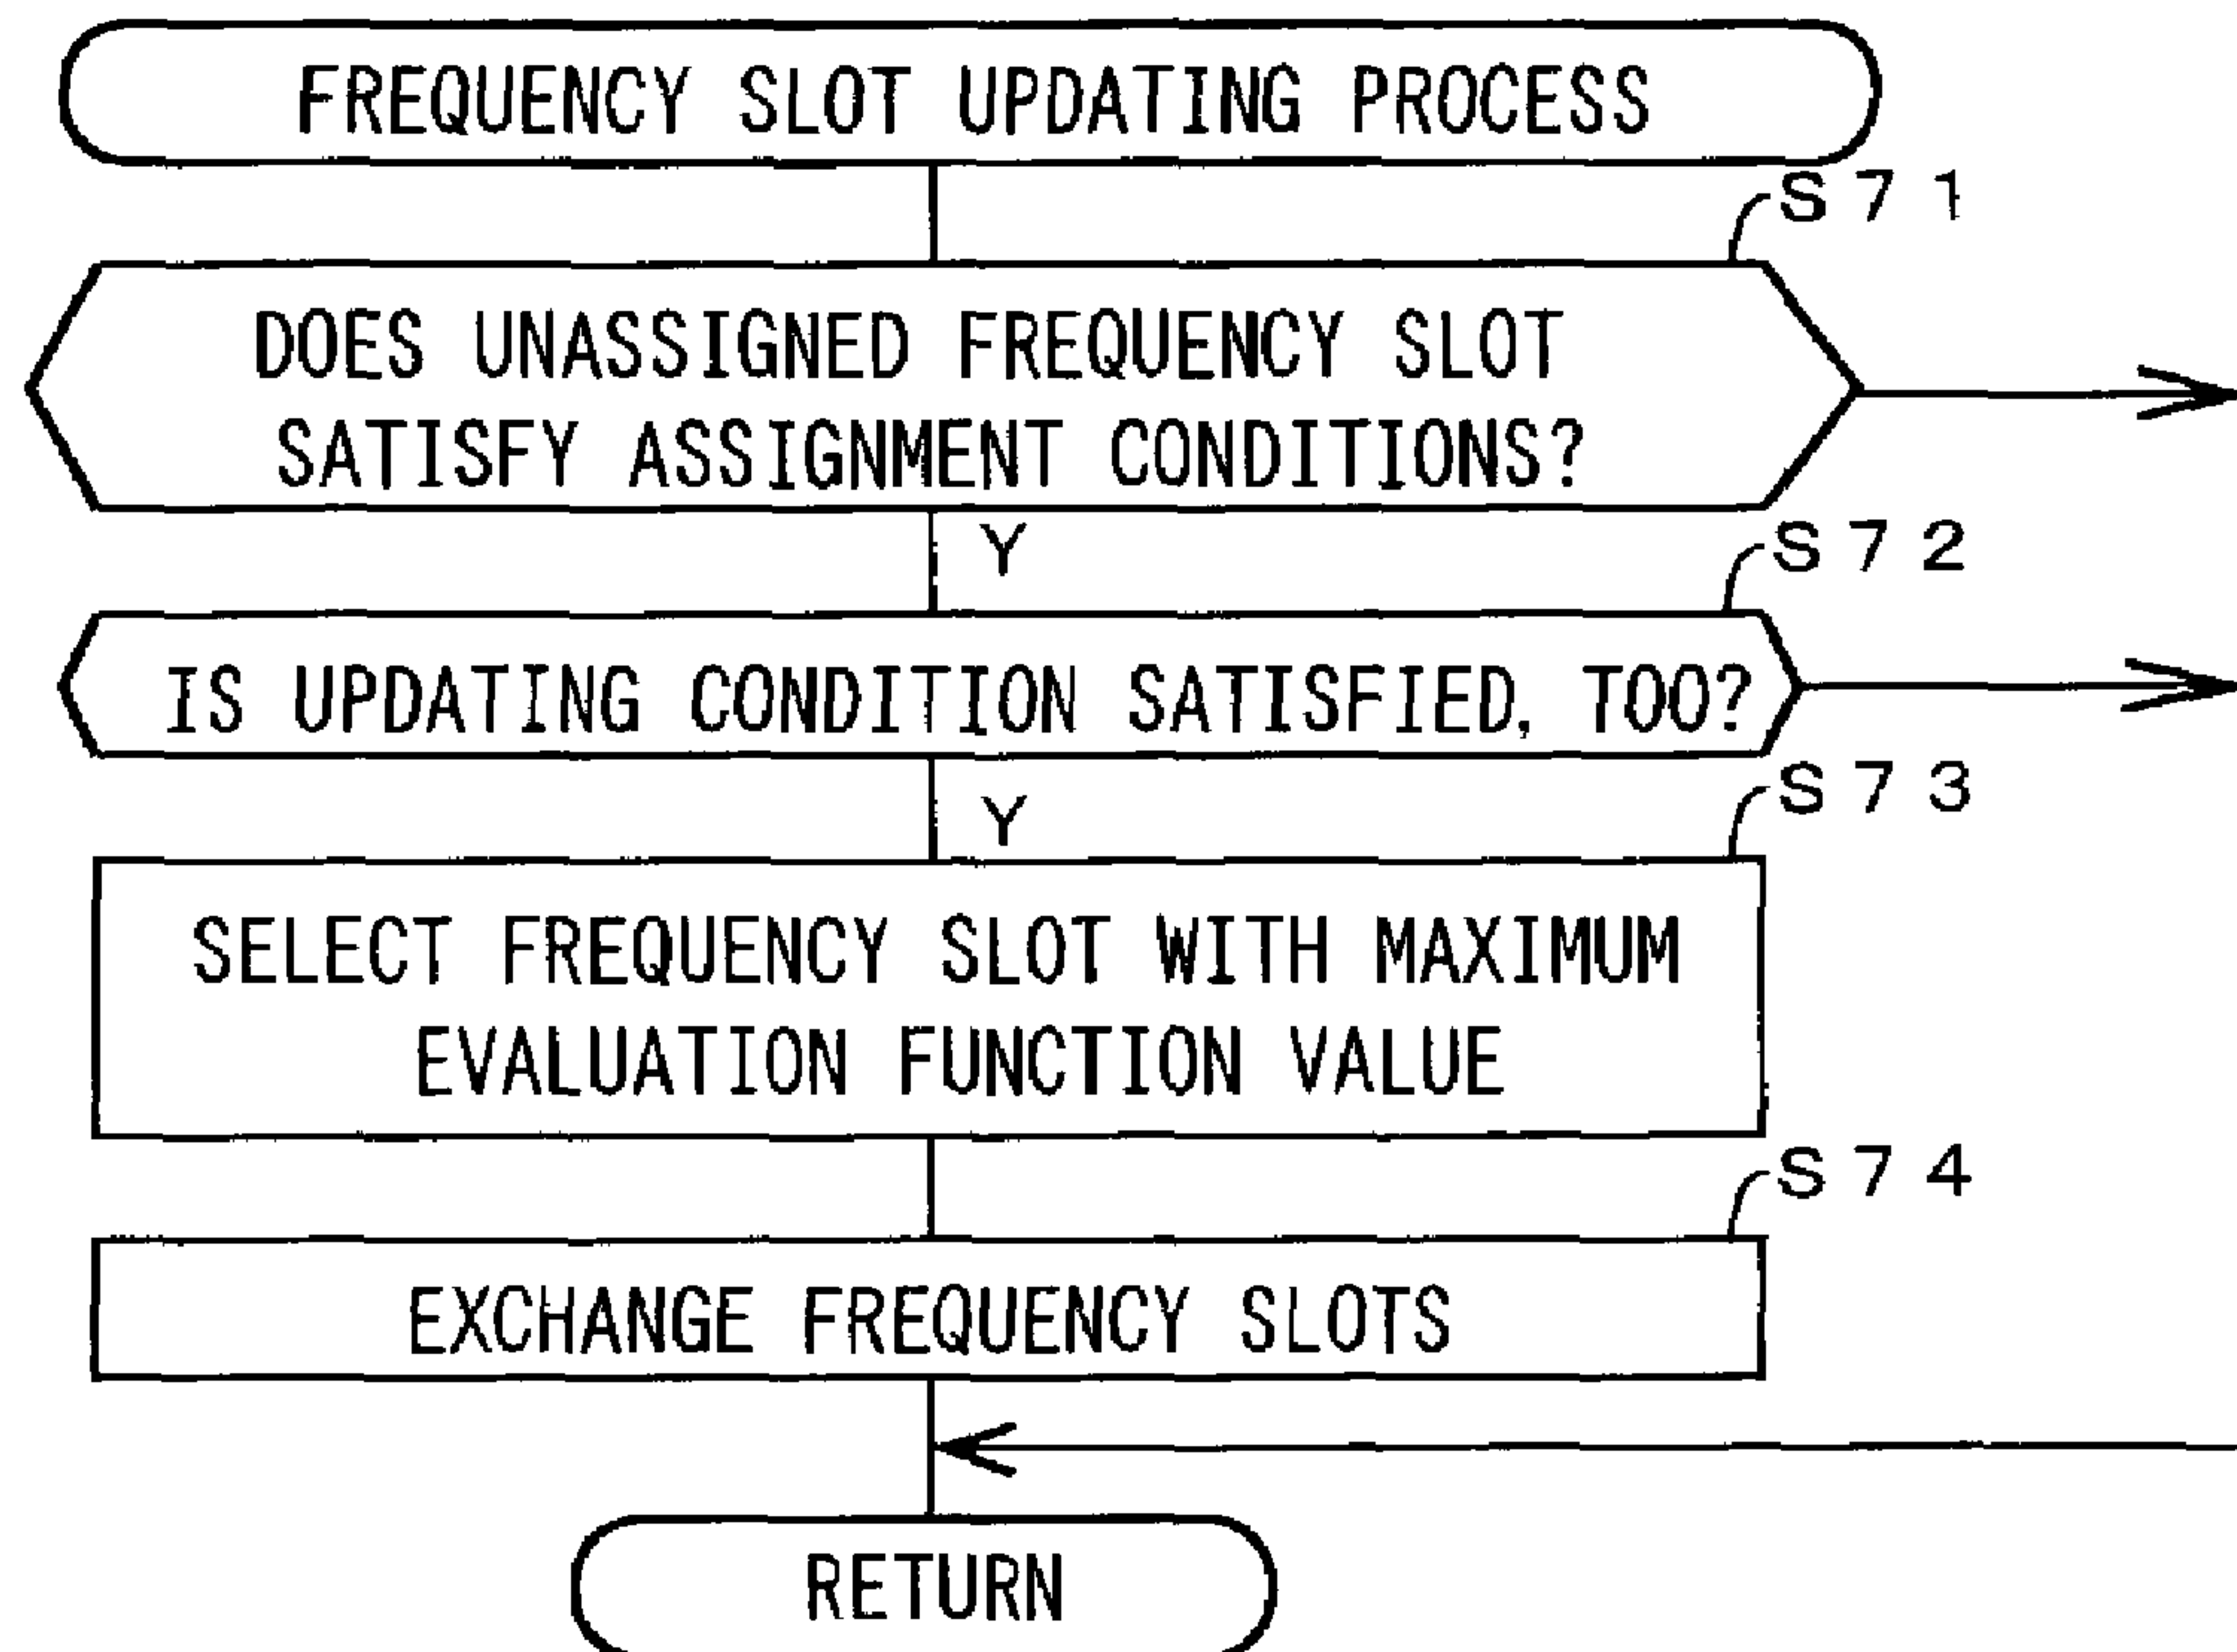 FREQUENCY SLOT UPDATING PROCESS
S71
DOES UNASSIGNED FREQUENCY SLOT
SATISFY ASSIGNMENT CONDITIONS?
Y
S72
IS UPDATING CONDITION SATISFIED, TOO?
Y
S73
SELECT FREQUENCY SLOT WITH MAXIMUM
EVALUATION FUNCTION VALUE
S74
EXCHANGE FREQUENCY SLOTS
RETURN